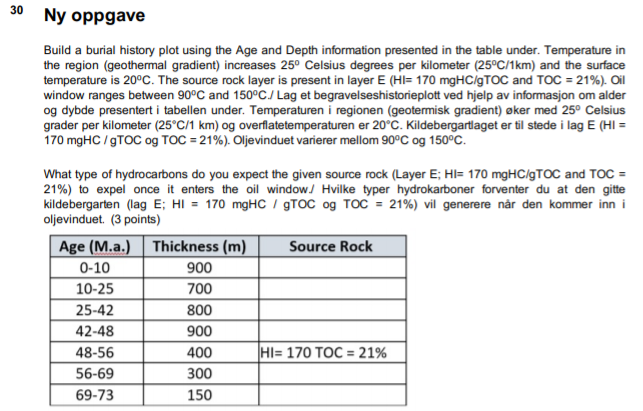 30
Ny oppgave
Build a burial history plot using the Age and Depth information presented in the table under. Temperature in
the region (geothermal gradient) increases 25º Celsius degrees per kilometer (25ºC/1km) and the surface
temperature is 20ºC. The source rock layer is present in layer E (HI= 170 mgHC/gTOC and TOC = 21%). Oil
window ranges between 90ºC and 150ºC./ Lag et begravelseshistorieplott ved hjelp av informasjon om alder
og dybde presentert i tabellen under. Temperaturen i regionen (geotermisk gradient) øker med 25º Celsius
grader per kilometer (25°C/1 km) og overflatetemperaturen er 20°C. Kildebergartlaget er til stede i lag E (HI =
170 mgHC / gTOC og TOC = 21%). Oljevinduet varierer mellom 90ºC og 150ºC.
What type of hydrocarbons do you expect the given source rock (Layer E; HI= 170 mgHC/gTOC and TOC =
21%) to expel once it enters the oil window./ Hvilke typer hydrokarboner forventer du at den gitte
kildebergarten (lag E; HI = 170 mgHC / gTOC og TOC = 21%) vil generere når den kommer inn i
oljevinduet. (3 points)
Age (M.a.) Thickness (m) Source Rock
0-10 900
10-25 700
25-42 800
42-48 900
48-56 400 HI= 170 TOC = 21%
56-69 300
69-73 150